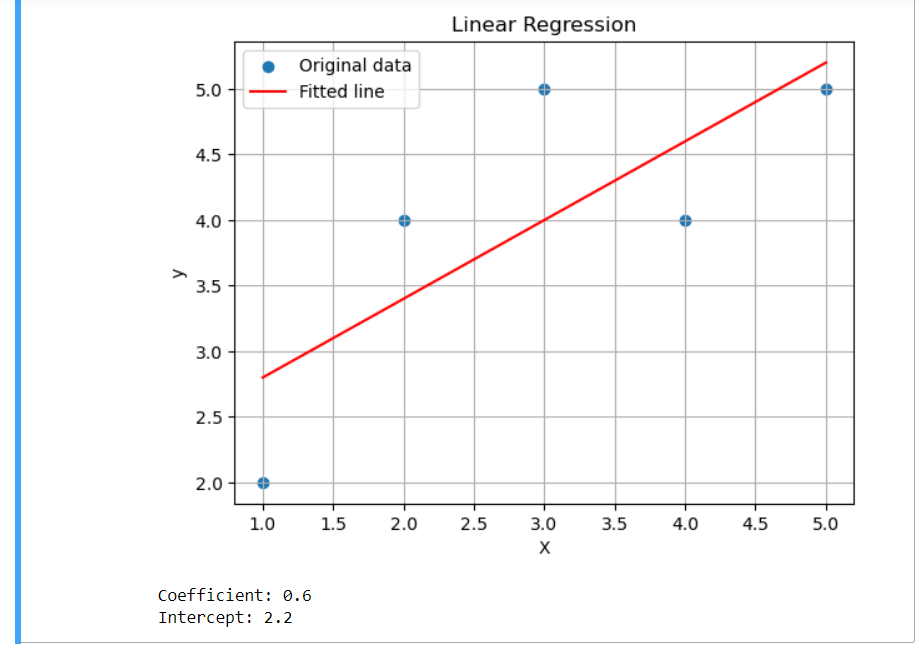 Linear Regression
Original data
Fitted line
5.0
4.5
4.0
3.5
3.0
2.5
2.0
y
1.0 1.5 2.0 2.5 3.0 3.5 4.0 4.5 5.0
X
Coefficient: 0.6
Intercept: 2.2